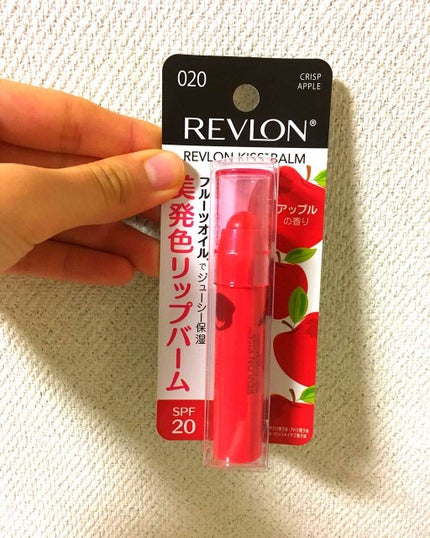 020
CRISP
APPLE
REVLON®
REVLON KISS™ BALM
アップル
の香り
フルーツオイルでジューシー保湿
美発色リップバーム
REVLON KISS
SPF
20